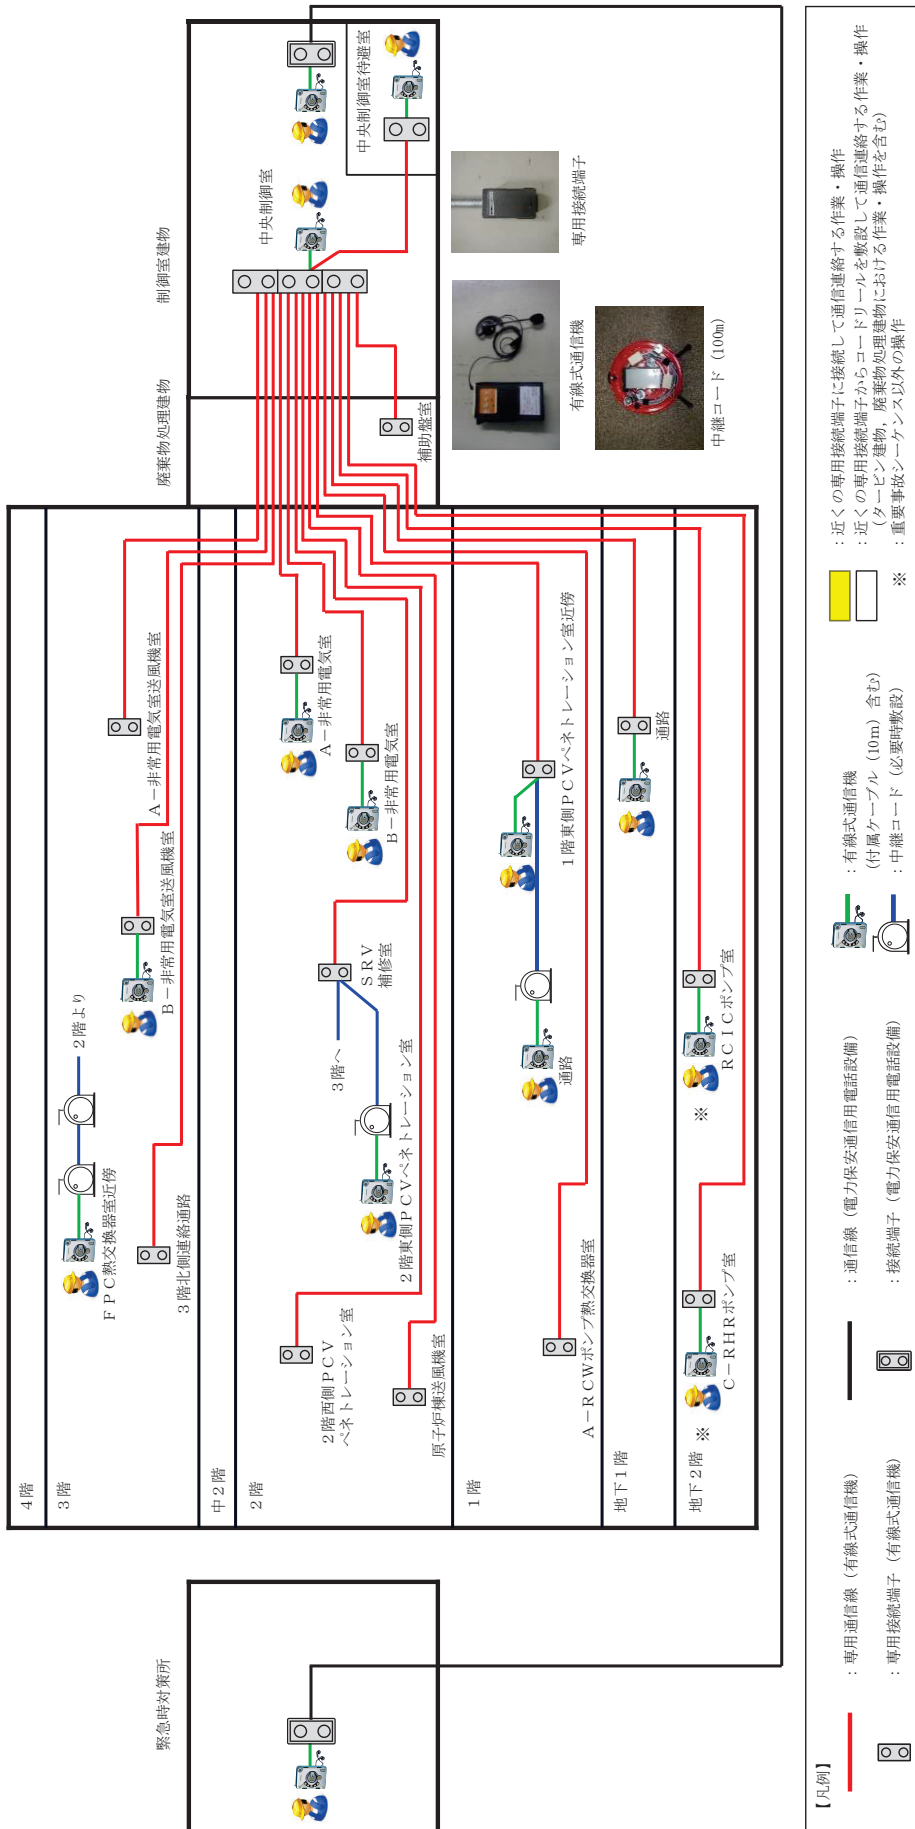 緊急時対策所
4階
3階
中2階
2階
1階
地下1階
地下2階
FPC熱交換器室近傍
2階より
3階北側連絡通路
B－非常用電気室送風機室
A－非常用電気室送風機室
2階西側PCV
ペネトレーション室
原子炉棟送風機室
2階東側PCVペネトレーション室
3階へ
SRV
補修室
B－非常用電気室
A－非常用電気室
A－RCWポンプ熱交換器室
通路
1階東側PCVペネトレーション室近傍
通路
※
C－RHRポンプ室
※
RCICポンプ室
廃棄物処理建物
制御室建物
補助盤室
中央制御室
中央制御室待避室
有線式通信機
専用接続端子
中継コード (100m)
【凡例】
：専用通信線 (有線式通信機)
：専用接続端子 (有線式通信機)
：通信線 (電力保安通信用電話設備)
：接続端子 (電力保安通信用電話設備)
：有線式通信機
(付属ケーブル (10m) 含む)
：中継コード (必要時敷設)
：近くの専用接続端子に接続して通信連絡する作業・操作
：近くの専用接続端子からコードリールを敷設して通信連絡する作業・操作
(タービン建物，廃棄物処理建物における作業・操作を含む)
※：重要事故シーケンス以外の操作